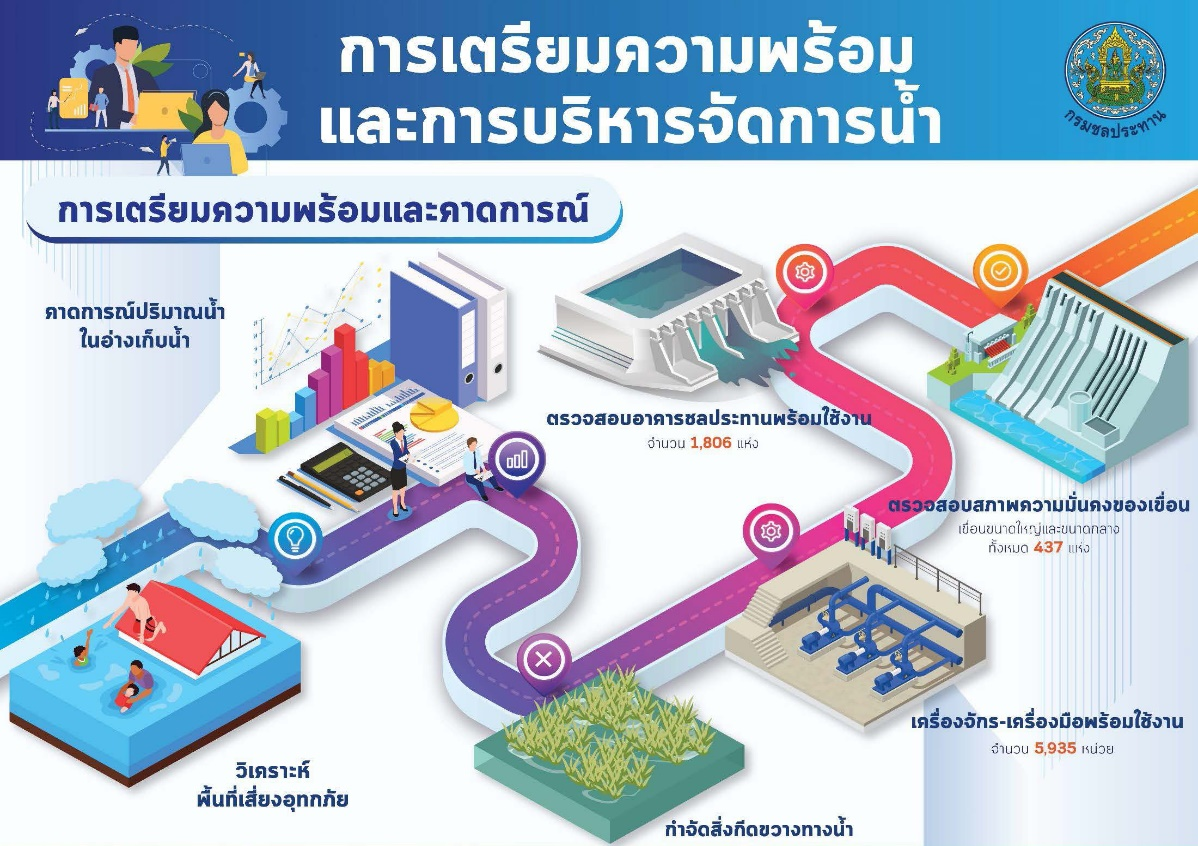 การเตรียมความพร้อม
และการบริหารจัดการน้ำ
กรมชลประทาน
การเตรียมความพร้อมและคาดการณ์
คาดการณ์ปริมาณน้ำ
ในอ่างเก็บน้ำ
ตรวจสอบอาคารชลประทานพร้อมใช้งาน
จำนวน 1,806 แห่ง
ตรวจสอบสภาพความมั่นคงของเขื่อน
เขื่อนขนาดใหญ่และขนาดกลาง
ทั้งหมด 437 แห่ง
เครื่องจักร-เครื่องมือพร้อมใช้งาน
จำนวน 5,935 หน่วย
วิเคราะห์
พื้นที่เสี่ยงอุทกภัย
กำจัดสิ่งกีดขวางทางน้ำ